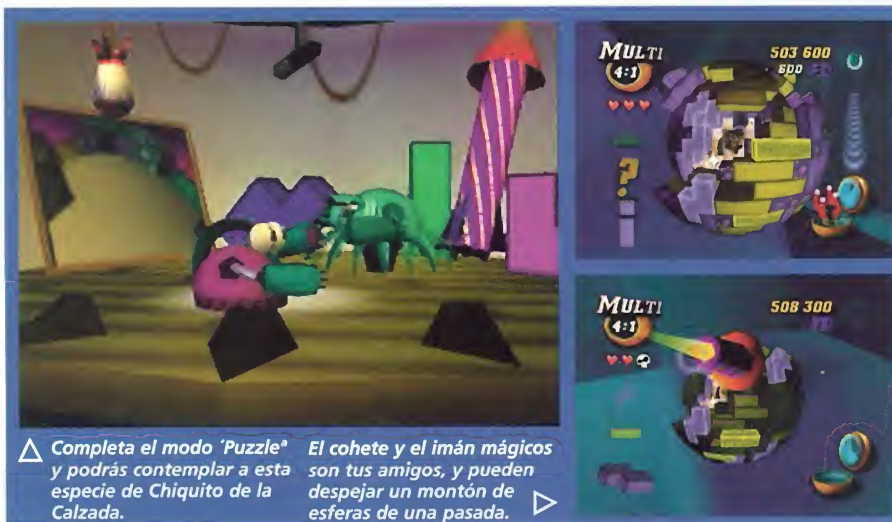 MULTI
4:1
503 600
600
?
MULTI
4:1
508 300
△ Completa el modo 'Puzzleª
y podrás contemplar a esta
especie de Chiquito de la
Calzada.
El cohete y el imán mágicos
son tus amigos, y pueden
despejar un montón de
esferas de una pasada. ▷